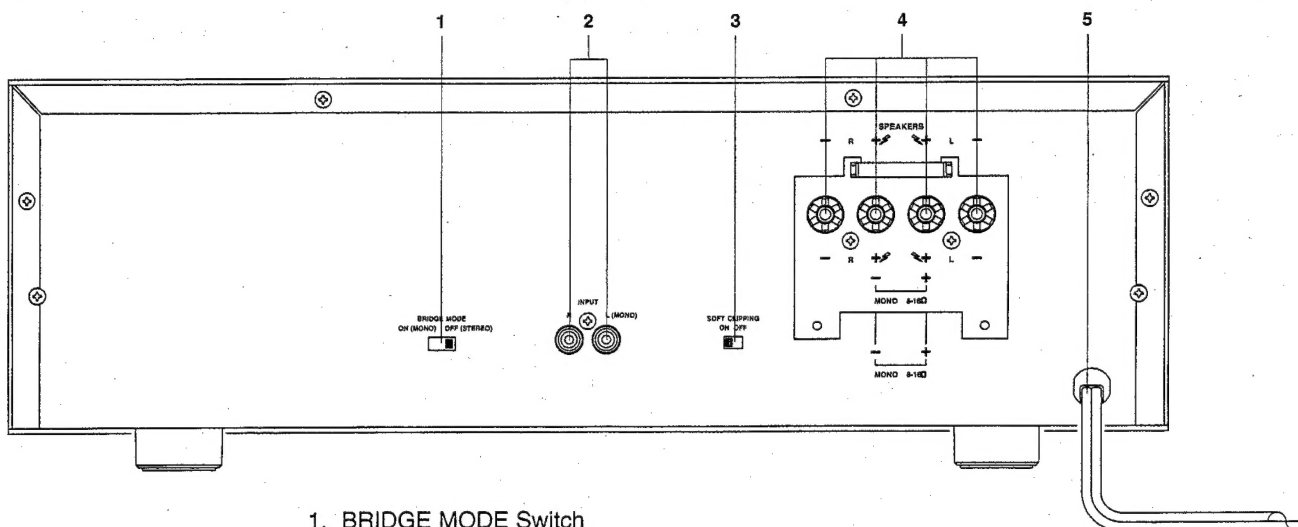 1 2 3 4 5
SPEAKERS
− R + + L −
− R + + L −
− +
MONO 8-16Ω
INPUT
R L (MONO)
BRIDGE MODE
ON (MONO) OFF (STEREO)
SOFT CLIPPING
ON OFF
− +
MONO 8-16Ω
1. BRIDGE MODE Switch